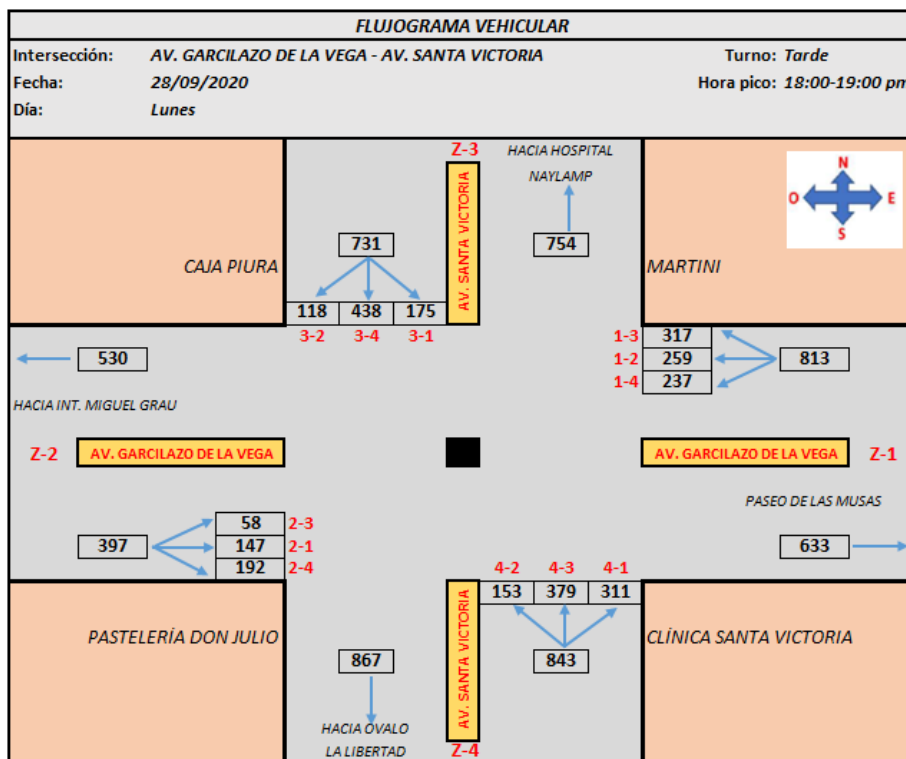 FLUJOGRAMA VEHICULAR
Intersección: AV. GARCILAZO DE LA VEGA - AV. SANTA VICTORIA Turno: Tarde
Fecha: 28/09/2020 Hora pico: 18:00-19:00 pm
Día: Lunes
Z-3
HACIA HOSPITAL
NAYLAMP
N
O E
S
AV. SANTA VICTORIA
731
754
CAJA PIURA
MARTINI
118 438 175
3-2 3-4 3-1
1-3 317
1-2 259
1-4 237
813
530
HACIA INT. MIGUEL GRAU
Z-2 AV. GARCILAZO DE LA VEGA
AV. GARCILAZO DE LA VEGA Z-1
PASEO DE LAS MUSAS
397
58 2-3
147 2-1
192 2-4
633
4-2 4-3 4-1
153 379 311
AV. SANTA VICTORIA
PASTELERÍA DON JULIO
CLÍNICA SANTA VICTORIA
867
843
HACIA OVALO
LA LIBERTAD
Z-4